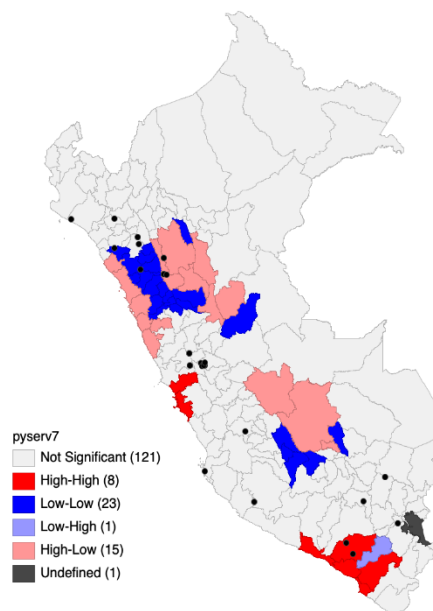 pyserv7
Not Significant (121)
High-High (8)
Low-Low (23)
Low-High (1)
High-Low (15)
Undefined (1)